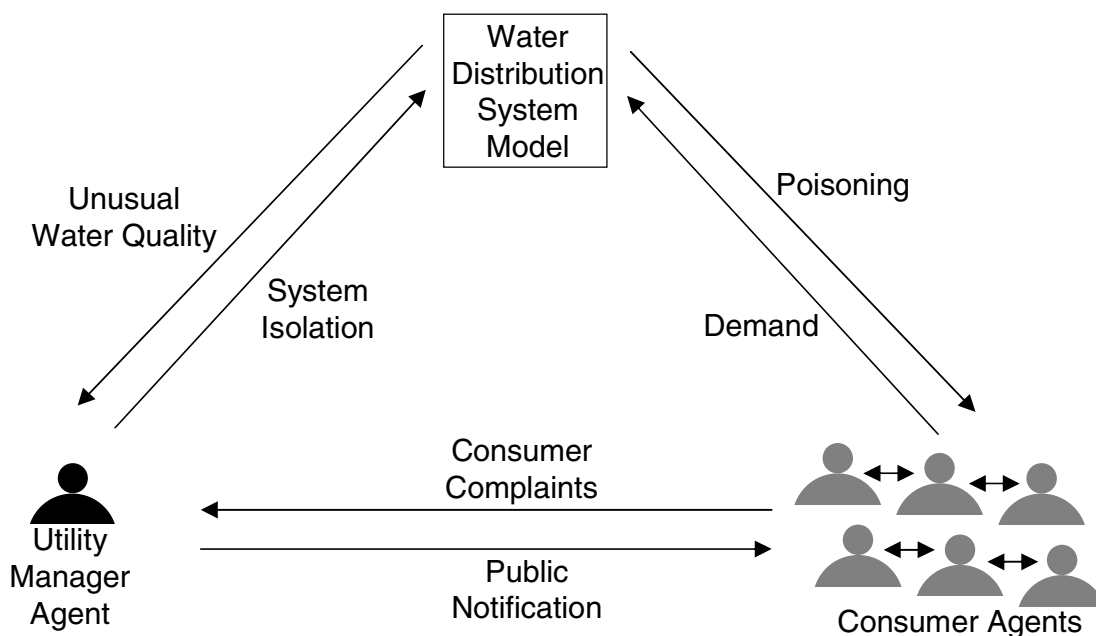 Water
Distribution
System
Model
Unusual
Water Quality
Poisoning
System
Isolation
Demand
Consumer
Complaints
Utility
Manager
Agent
Public
Notification
Consumer Agents